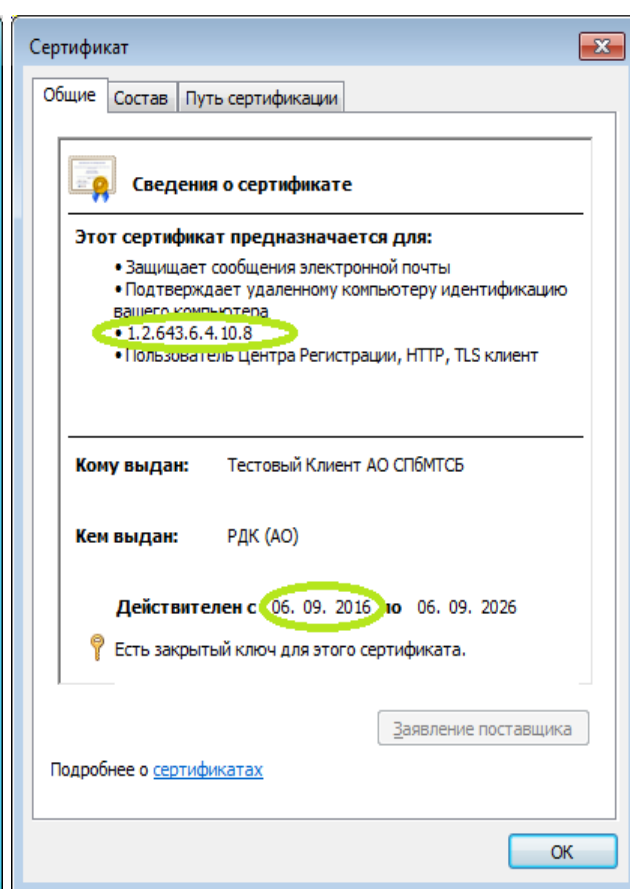 Сертификат
Общие Состав Путь сертификации
Сведения о сертификате
Этот сертификат предназначается для:
• Защищает сообщения электронной почты
• Подтверждает удаленному компьютеру идентификацию
вашего компьютера
• 1.2.643.6.4.10.8
• Пользователь Центра Регистрации, HTTP, TLS клиент
Кому выдан: Тестовый Клиент АО СПбМТСБ
Кем выдан: РДК (АО)
Действителен с 06. 09. 2016 по 06. 09. 2026
Есть закрытый ключ для этого сертификата.
Заявление поставщика
Подробнее о сертификатах
ОК